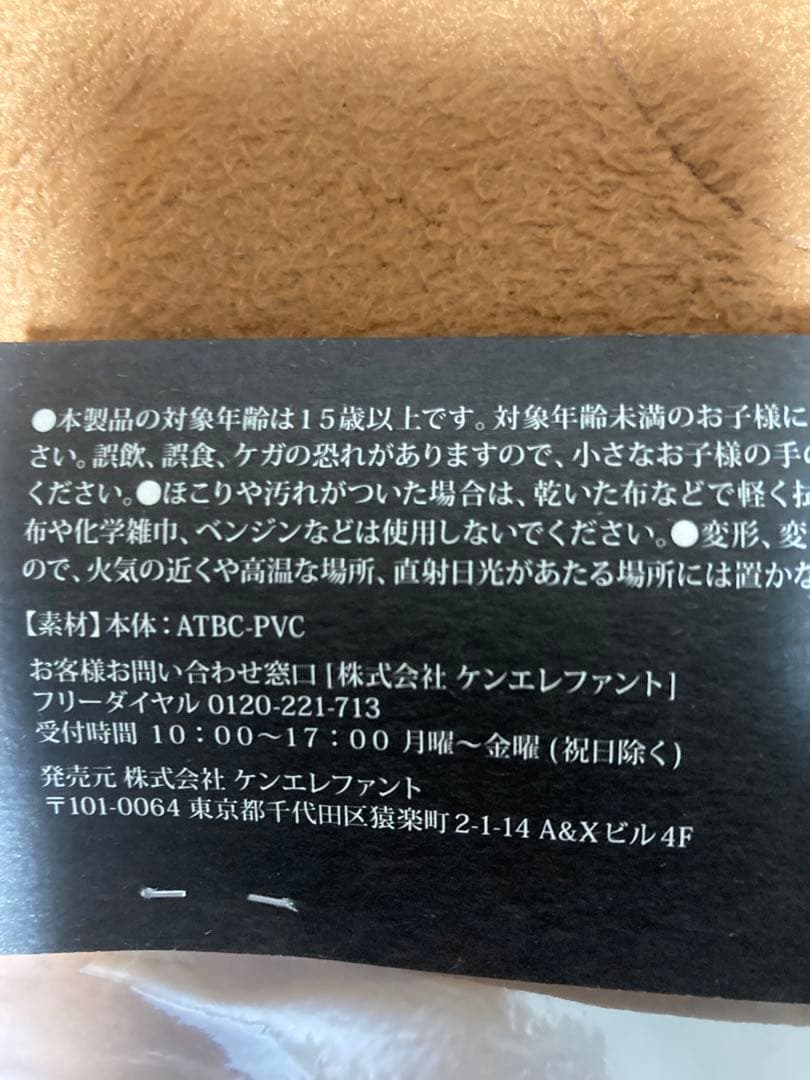 ●本製品の対象年齢は15歳以上です。対象年齢未満のお子様に
さい。誤飲、誤食、ケガの恐れがありますので、小さなお子様の手の
ください。●ほこりや汚れがついた場合は、乾いた布などで軽く拭
布や化学雑巾、ベンジンなどは使用しないでください。●変形、変
ので、火気の近くや高温な場所、直射日光があたる場所には置かな
【素材】本体：ATBC-PVC
お客様お問い合わせ窓口［株式会社 ケンエレファント］
フリーダイヤル 0120-221-713
受付時間 10：00〜17：00 月曜〜金曜 (祝日除く)
発売元 株式会社 ケンエレファント
〒101-0064 東京都千代田区猿楽町 2-1-14 A&Xビル 4F